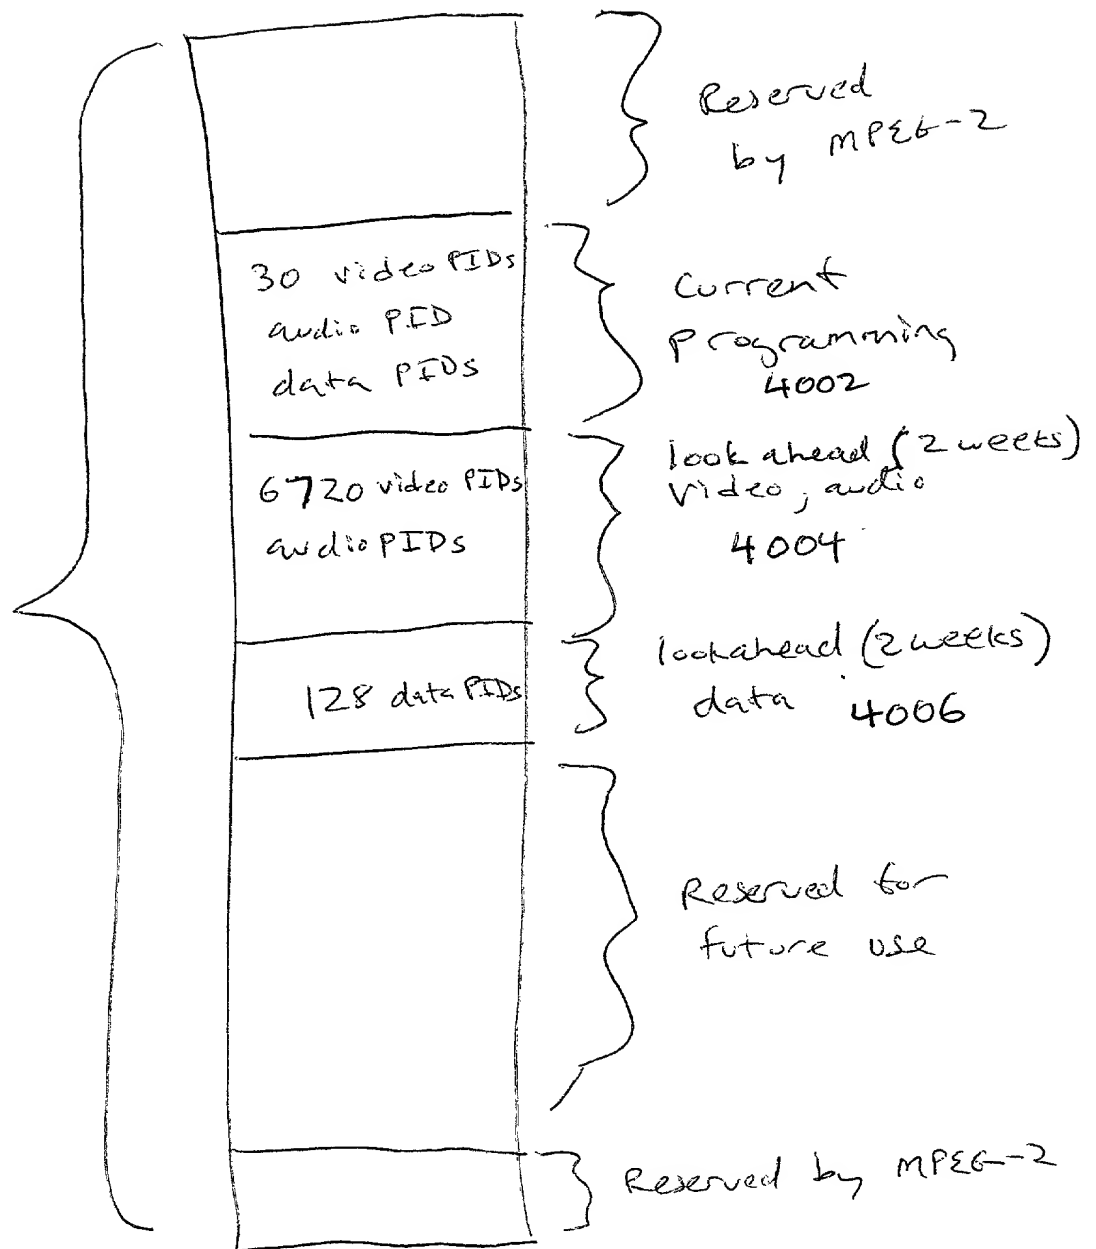 Reserved
by MPEG-2
30 video PIDs
audio PID
data PIDs
Current
programming
4002
6720 video PIDs
audio PIDs
look ahead (2 weeks)
video, audio
4004
128 data PIDs
lookahead (2 weeks)
data 4006
Reserved for
future use
Reserved by MPEG-2